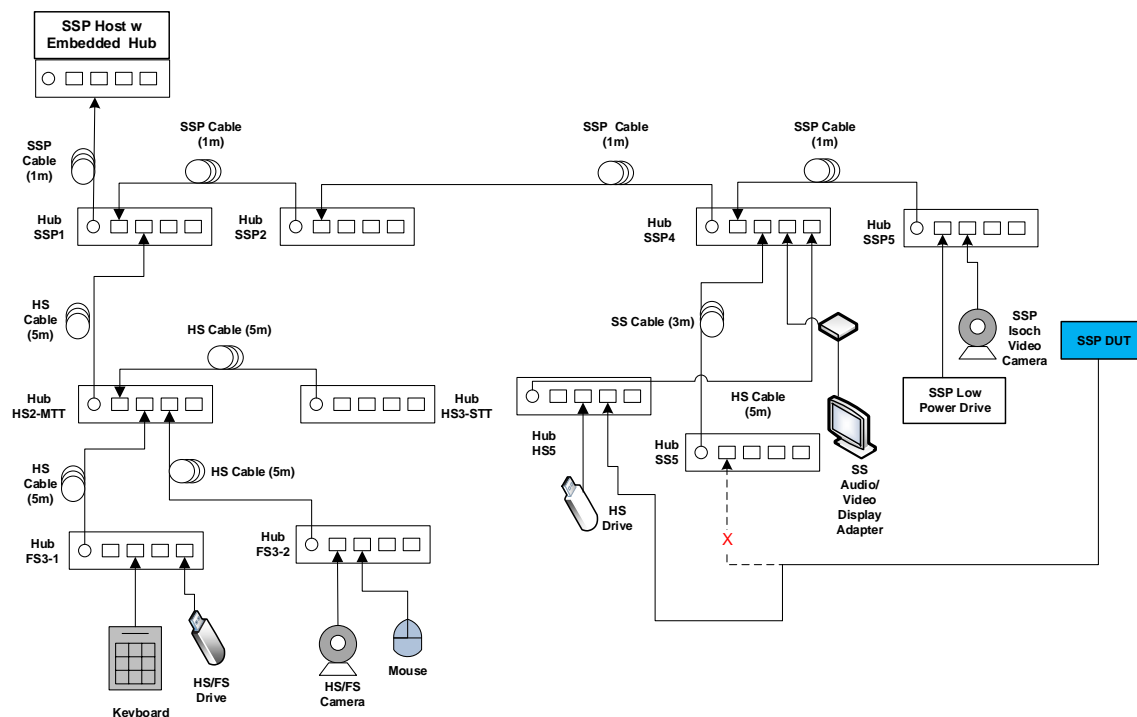 SSP Host w
Embedded Hub
SSP
Cable
(1m)
SSP Cable
(1m)
SSP Cable
(1m)
SSP Cable
(1m)
Hub
SSP1
Hub
SSP2
Hub
SSP4
Hub
SSP5
HS
Cable
(5m)
HS Cable (5m)
SS Cable (3m)
SSP
Isoch
Video
Camera
SSP DUT
Hub
HS2-MTT
Hub
HS3-STT
Hub
HS5
HS Cable
(5m)
Hub
SS5
SSP Low
Power Drive
HS
Cable
(5m)
HS Cable (5m)
HS
Drive
SS
Audio/
Video
Display
Adapter
Hub
FS3-1
Hub
FS3-2
X
Keyboard
HS/FS
Drive
HS/FS
Camera
Mouse